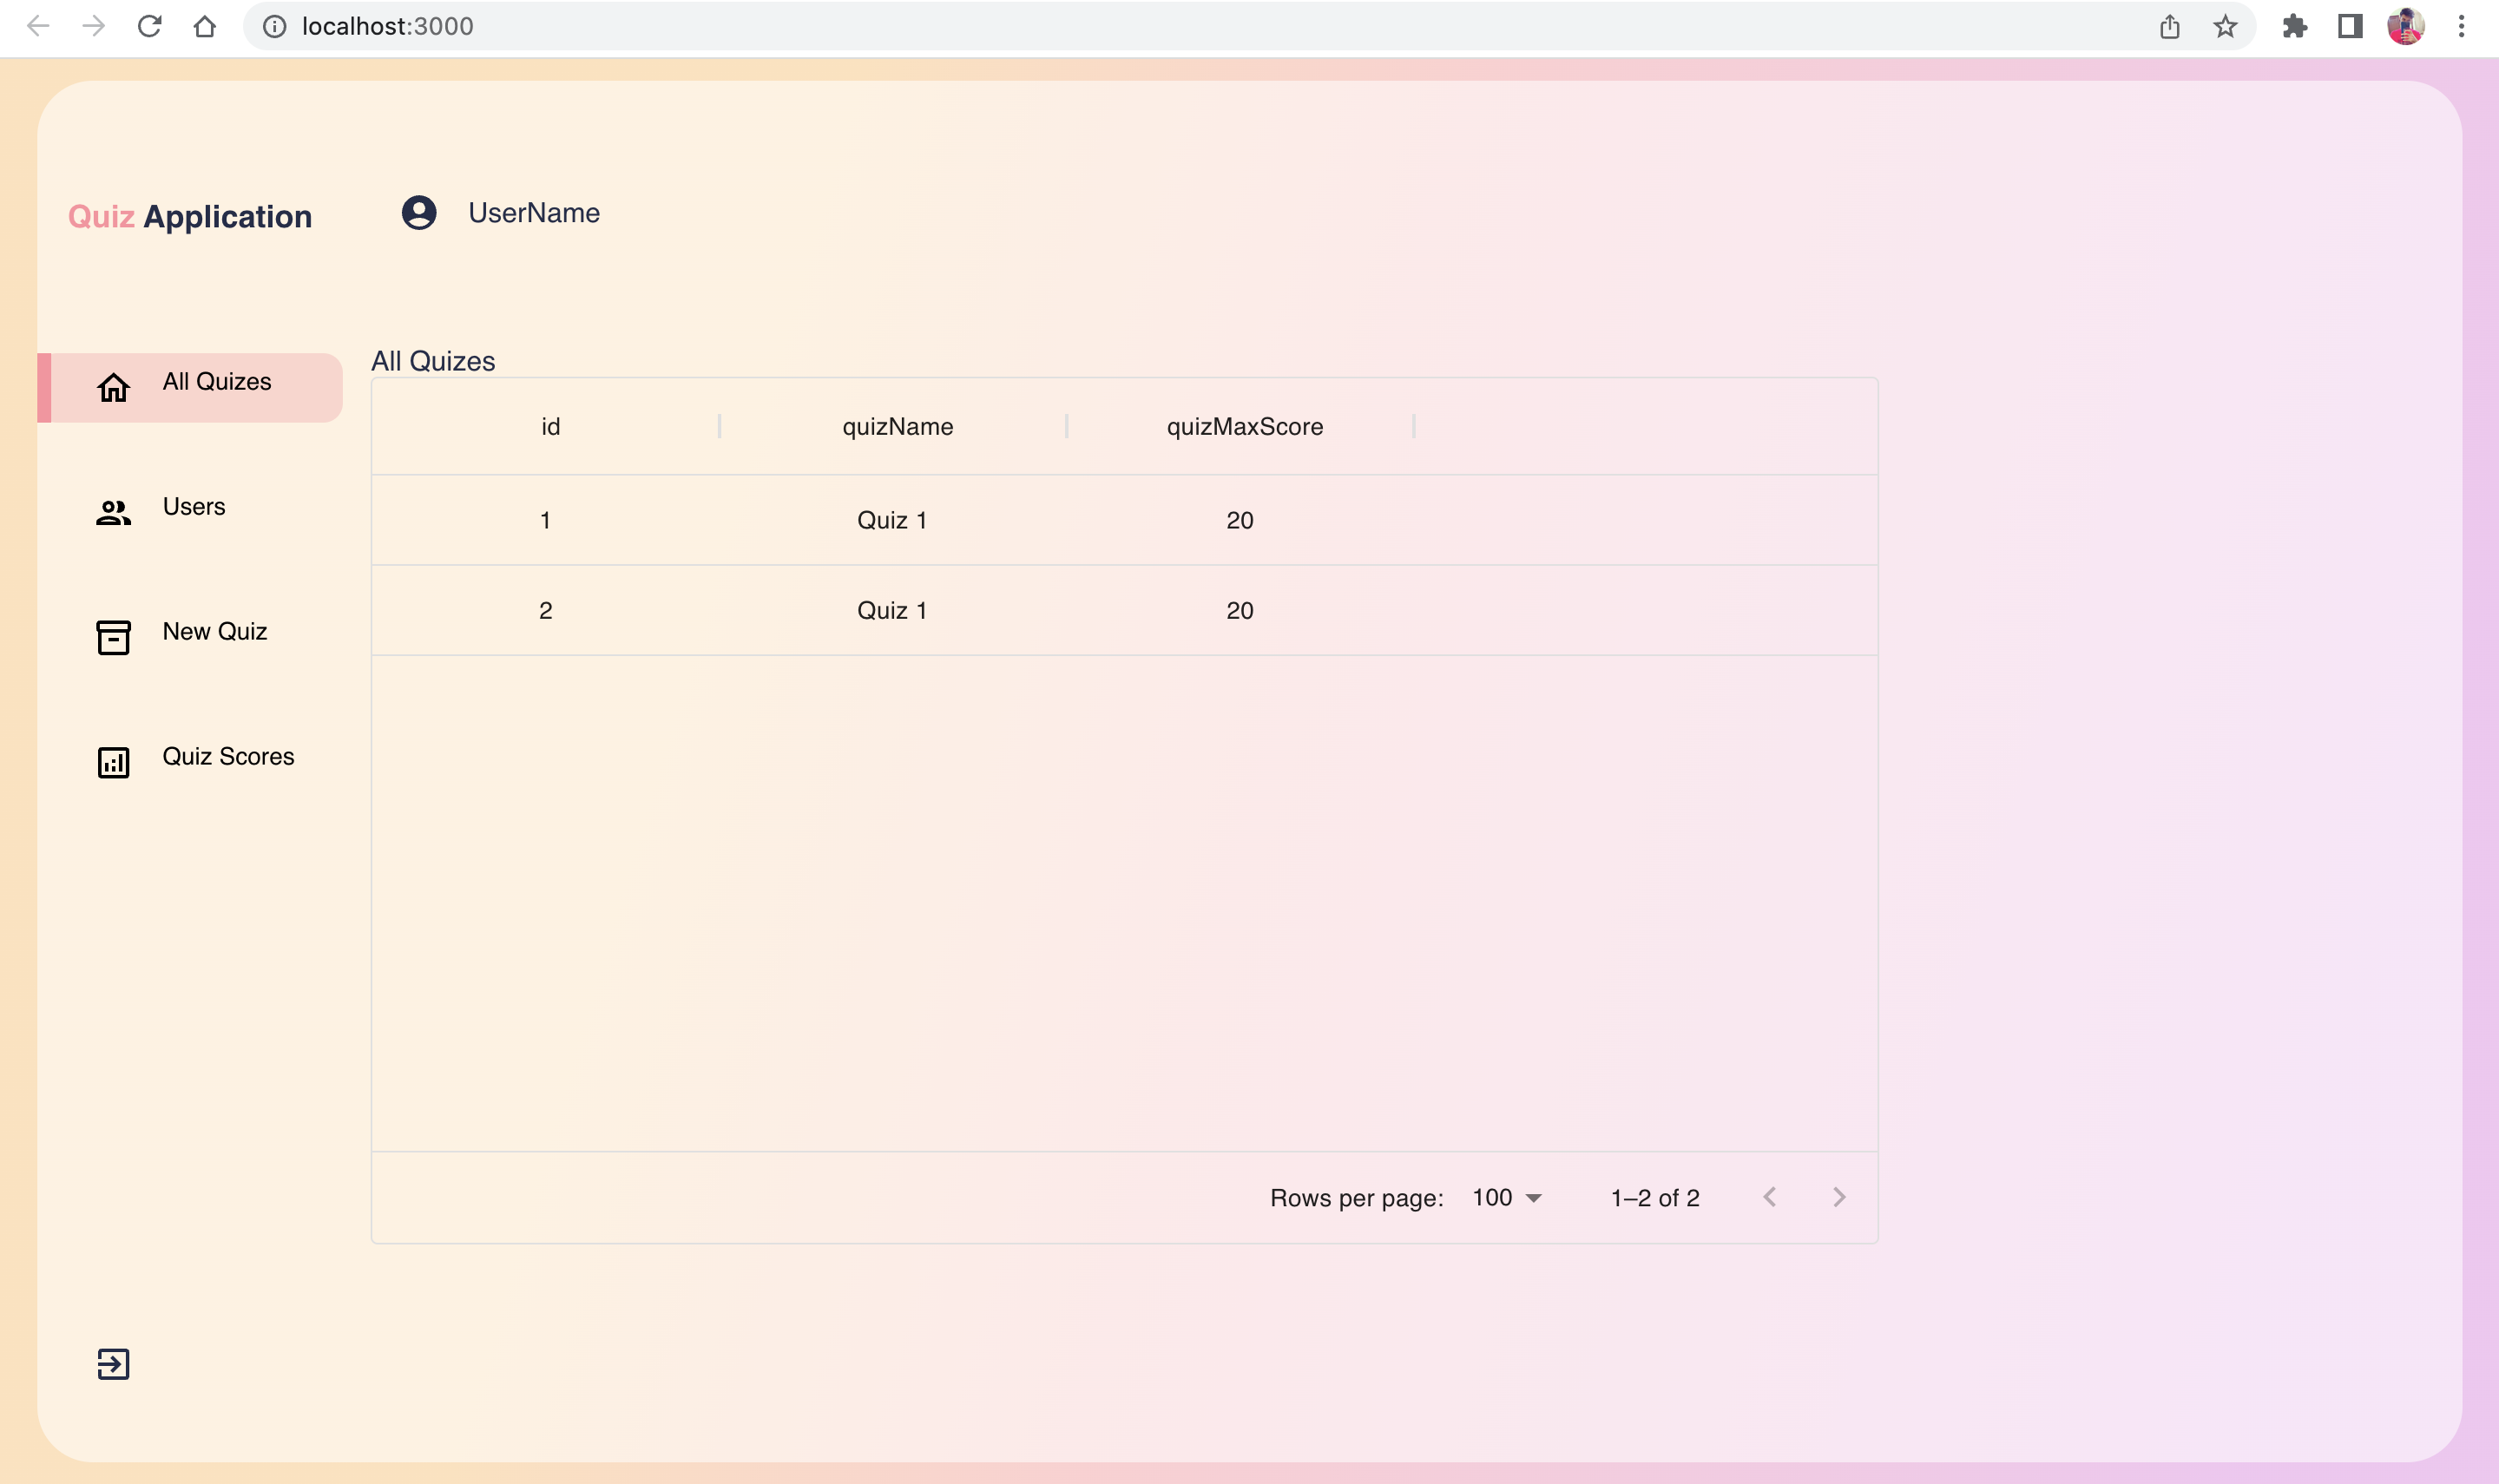 localhost:3000
Quiz Application
UserName
All Quizes
Users
New Quiz
Quiz Scores
All Quizes
id quizName quizMaxScore
1 Quiz 1 20
2 Quiz 1 20
Rows per page: 100 1–2 of 2